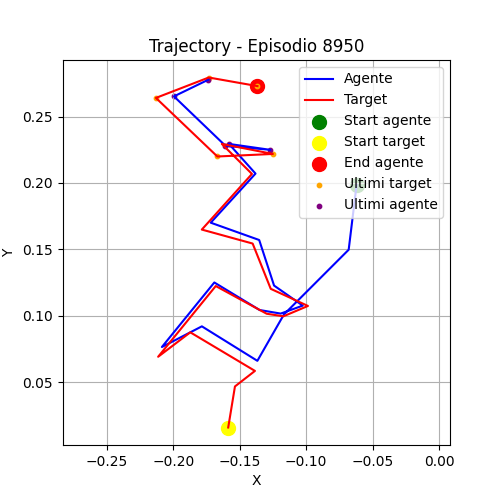 Trajectory - Episodio 8950
Agente
Target
Start agente
Start target
End agente
Ultimi target
Ultimi agente
Y
0.25
0.20
0.15
0.10
0.05
−0.25
−0.20
−0.15
−0.10
−0.05
0.00
X